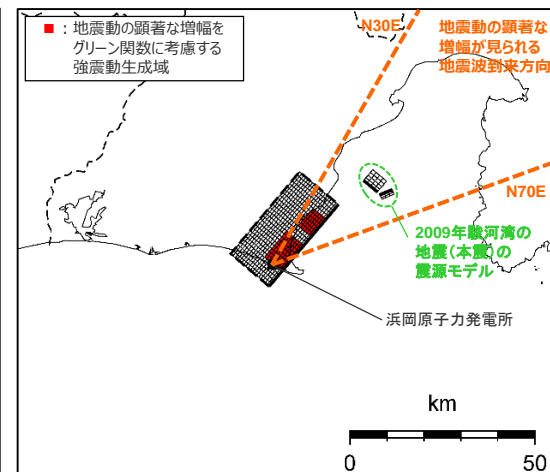 ■ : 地震動の顕著な増幅を
グリーン関数に考慮する
強震動生成域
N30E
地震動の顕著な
増幅が見られる
地震波到来方向
N70E
2009年駿河湾の
地震(本震)の
震源モデル
浜岡原子力発電所
km
0 50